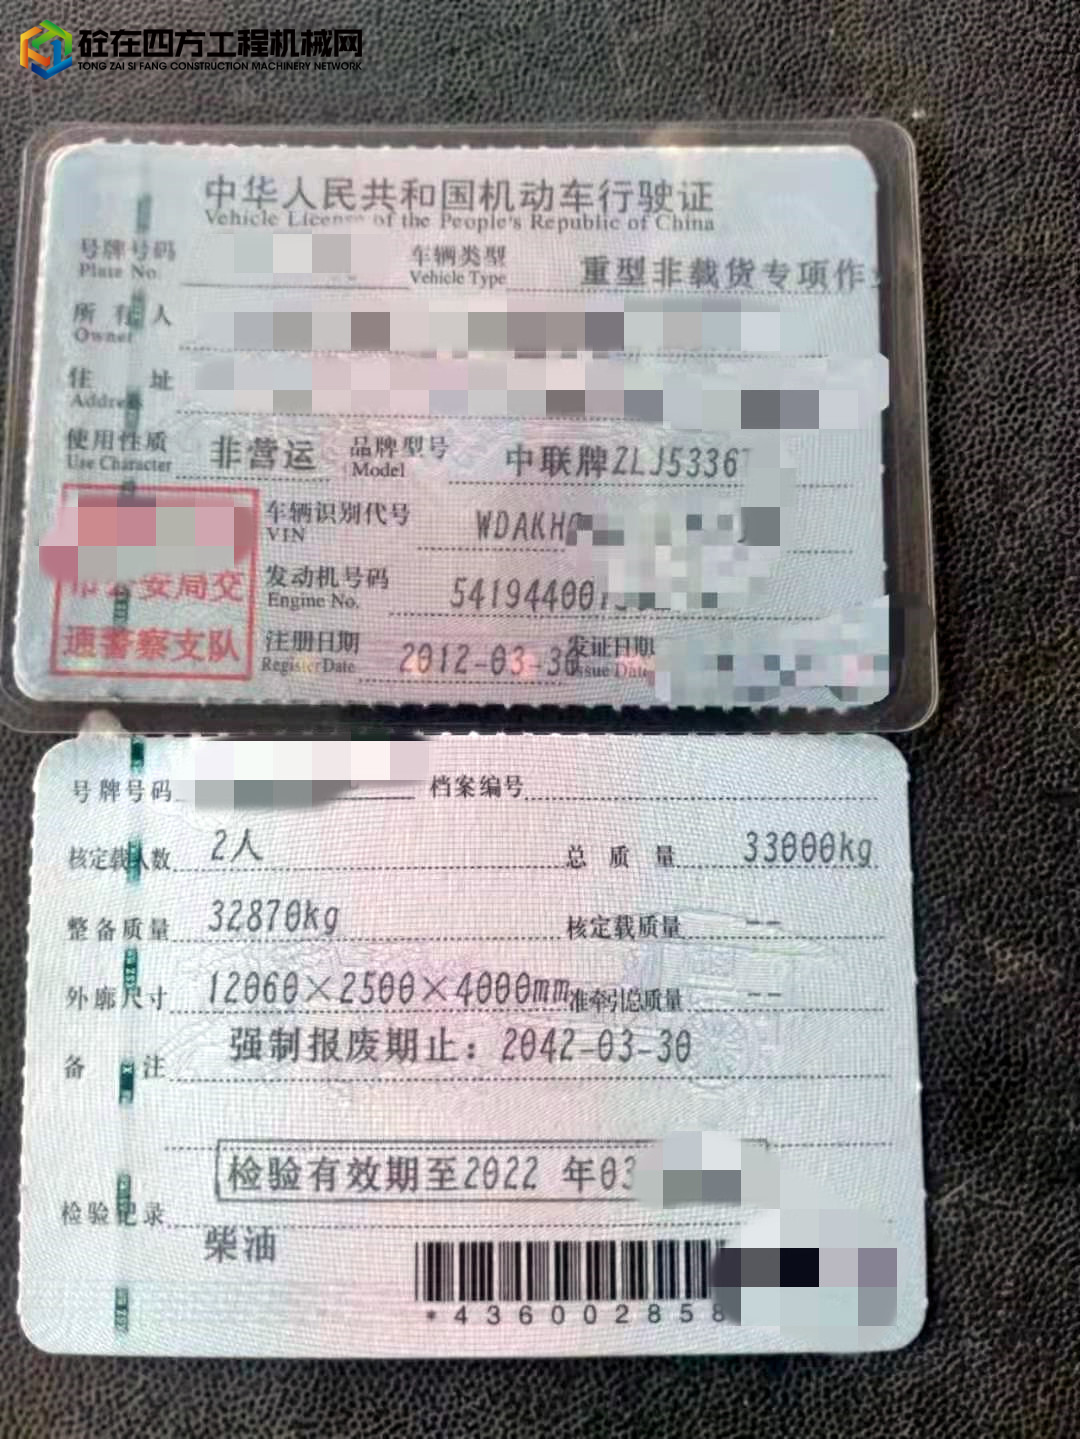 砼在四方工程机械网
TONG ZAI SI FANG CONSTRUCTION MACHINERY NETWORK
中华人民共和国机动车行驶证
Vehicle License of the People's Republic of China
号牌号码 车辆类型 重型非载货专项作
Plate No. Vehicle Type
所有人
Owner
住址
Address
使用性质 非营运 品牌型号 中联牌ZLJ5336
Use Character Model
车辆识别代号 WDAKH
VIN
发动机号码 541944001
Engine No.
注册日期 2012-03-30 发证日期
Register Date Issue Date
公安局交
通警察支队
号牌号码 档案编号
核定载人数 2人 总质量 33000kg
整备质量 32870kg 核定载质量 --
外廓尺寸 12060×2500×4000mm 准牵引总质量 --
备注 强制报废期止：2042-03-30
检验有效期至2022 年03
检验记录
柴油
*436002858